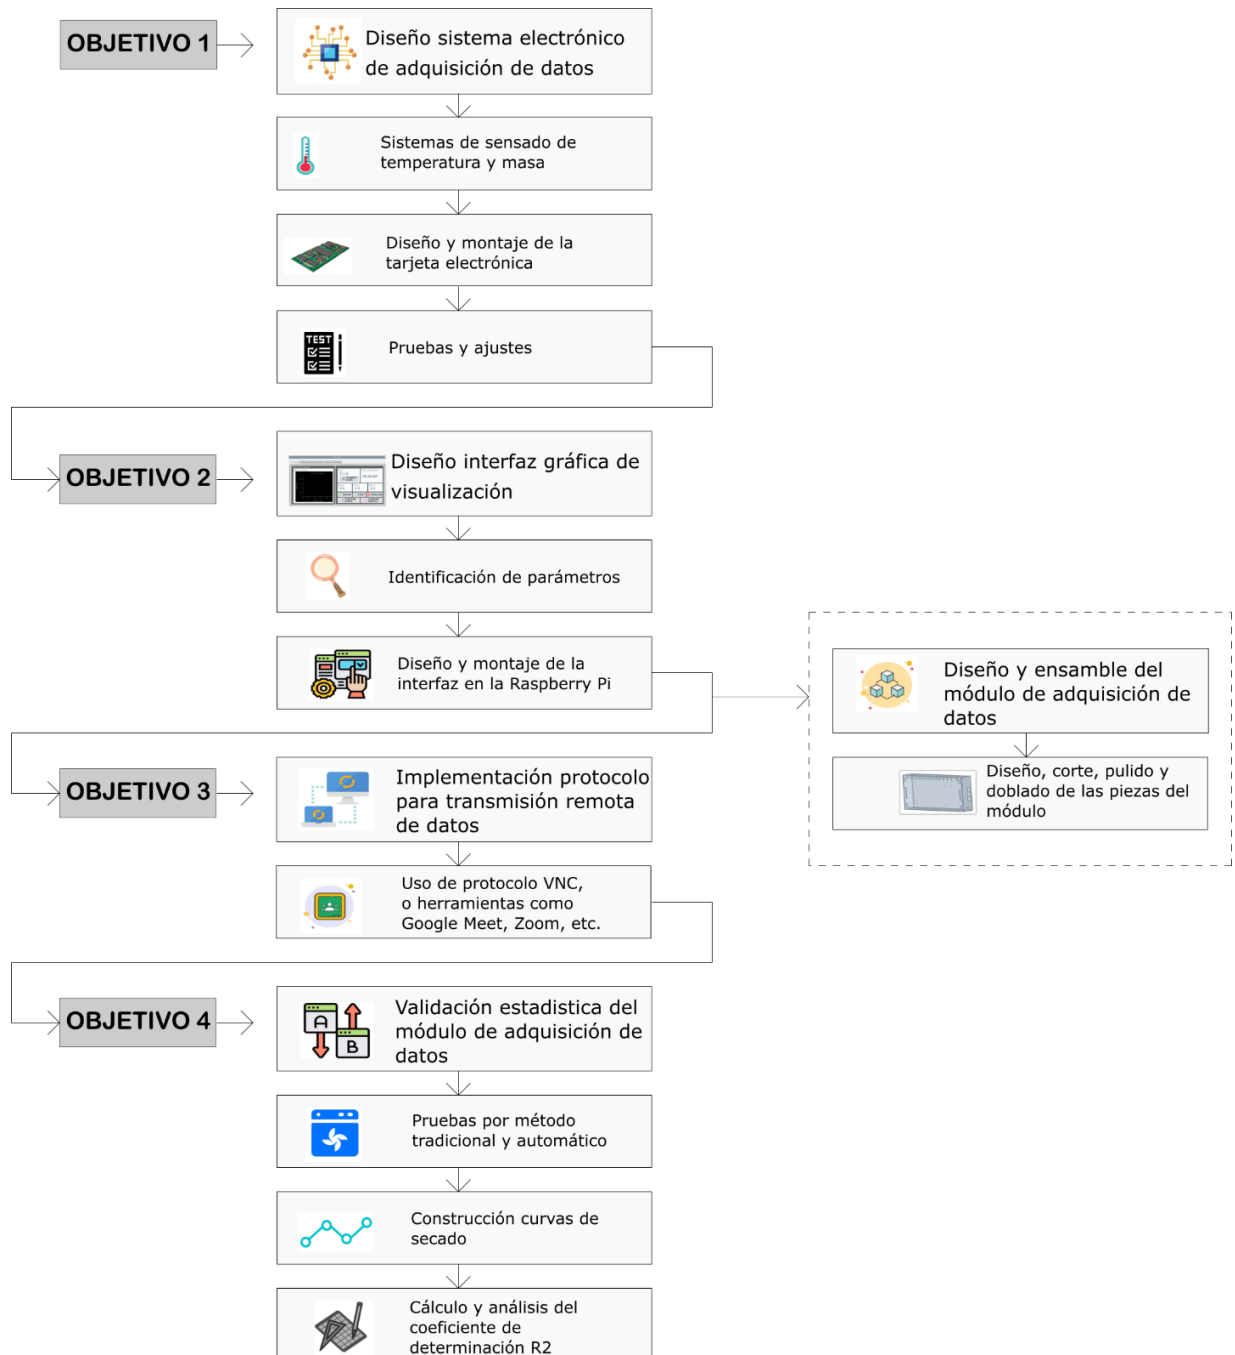 OBJETIVO 1
Diseño sistema electrónico
de adquisición de datos
Sistemas de sensado de
temperatura y masa
Diseño y montaje de la
tarjeta electrónica
TEST
Pruebas y ajustes
OBJETIVO 2
Diseño interfaz gráfica de
visualización
Identificación de parámetros
Diseño y montaje de la
interfaz en la Raspberry Pi
Diseño y ensamble del
módulo de adquisición de
datos
Diseño, corte, pulido y
doblado de las piezas del
módulo
OBJETIVO 3
Implementación protocolo
para transmisión remota
de datos
Uso de protocolo VNC,
o herramientas como
Google Meet, Zoom, etc.
OBJETIVO 4
A
B
Validación estadistica del
módulo de adquisición de
datos
Pruebas por método
tradicional y automático
Construcción curvas de
secado
Cálculo y análisis del
coeficiente de
determinación R2